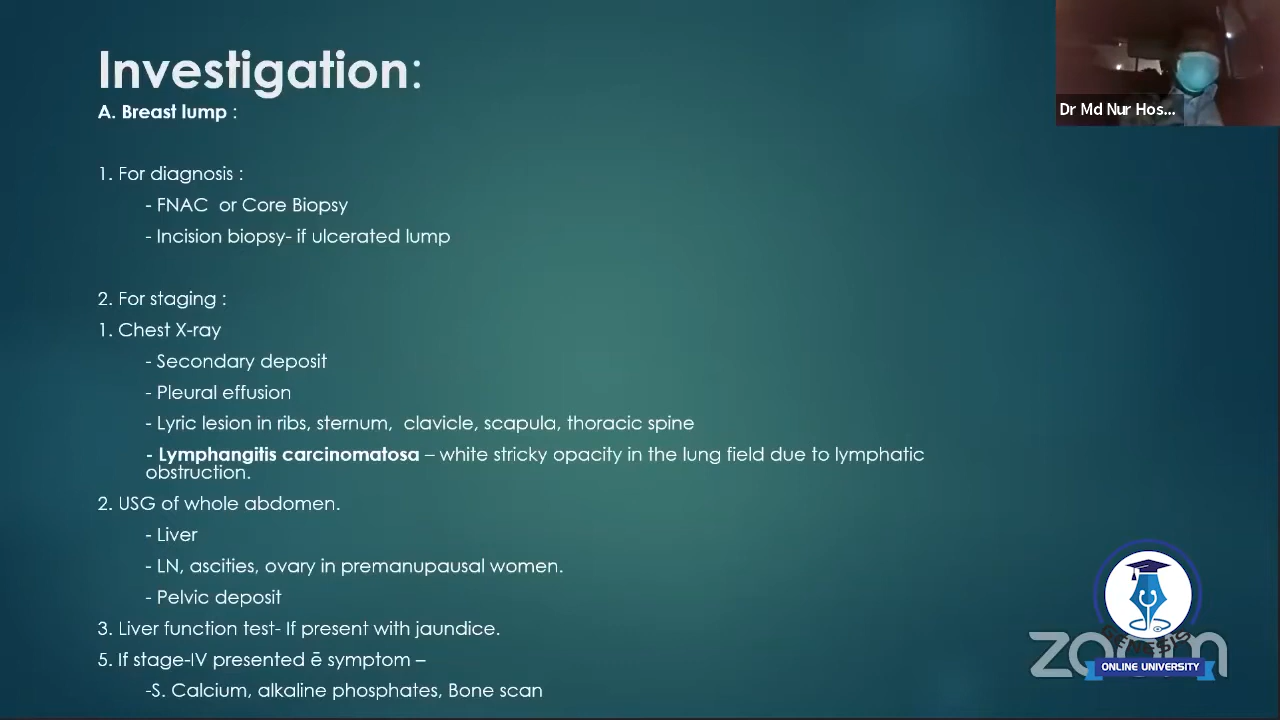 Investigation:
Dr Md Nur Hos...
A. Breast lump :
1. For diagnosis :
- FNAC or Core Biopsy
- Incision biopsy- if ulcerated lump
2. For staging :
1. Chest X-ray
- Secondary deposit
- Pleural effusion
- Lyric lesion in ribs, sternum, clavicle, scapula, thoracic spine
- Lymphangitis carcinomatosa – white stricky opacity in the lung field due to lymphatic
obstruction.
2. USG of whole abdomen.
- Liver
- LN, ascities, ovary in premanupausal women.
- Pelvic deposit
3. Liver function test- If present with jaundice.
5. If stage-IV presented ē symptom –
-S. Calcium, alkaline phosphates, Bone scan
zoom
GENESIS
ONLINE UNIVERSITY